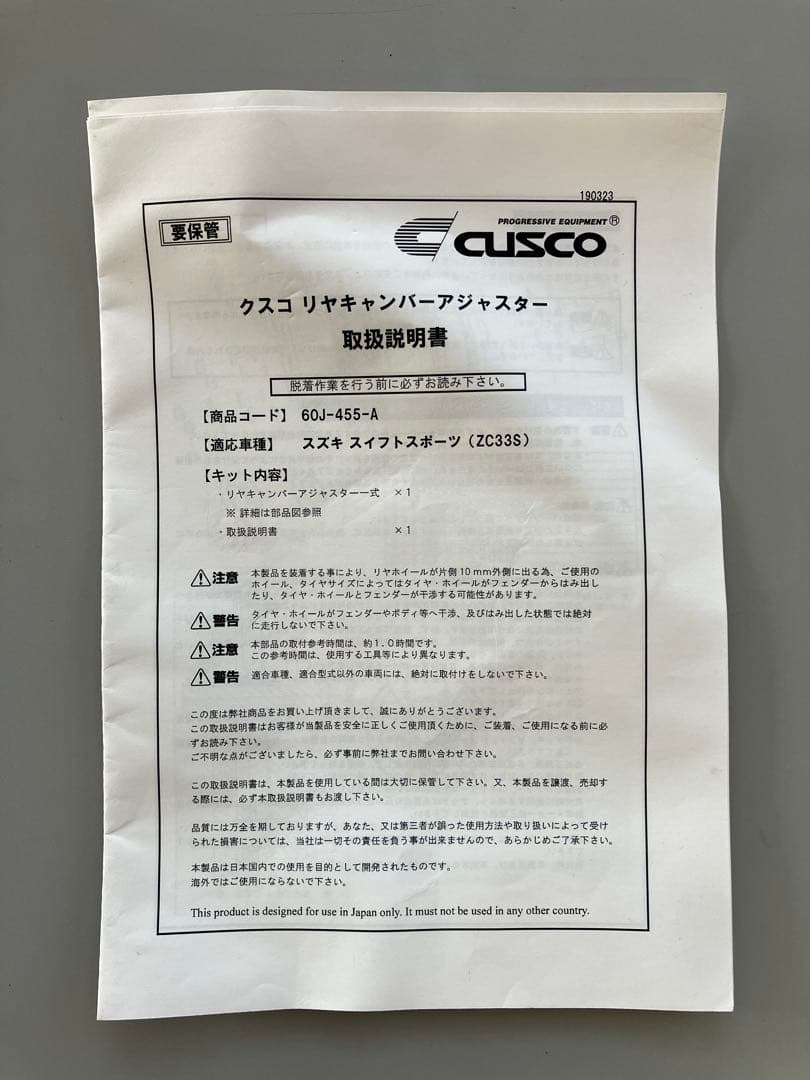 190323
要保管
PROGRESSIVE EQUIPMENT®
CUSCO
クスコ リヤキャンバーアジャスター
取扱説明書
脱着作業を行う前に必ずお読み下さい。
【商品コード】 60J-455-A
【適応車種】 スズキ スイフトスポーツ(ZC33S)
【キット内容】
・リヤキャンバーアジャスター一式 ×1
※ 詳細は部品図参照
・取扱説明書 ×1
⚠注意 本製品を装着する事により、リヤホイールが片側10mm外側に出る為、ご使用の
ホイール、タイヤサイズによってはタイヤ・ホイールがフェンダーからはみ出し
たり、タイヤ・ホイールとフェンダーが干渉する可能性があります。
⚠警告 タイヤ・ホイールがフェンダーやボディ等へ干渉、及びはみ出した状態では絶対
に走行しないで下さい。
⚠注意 本部品の取付参考時間は、約1.0時間です。
この参考時間は、使用する工具等により異なります。
⚠警告 適合車種、適合型式以外の車両には、絶対に取付けをしないで下さい。
この度は弊社商品をお買い上げ頂きまして、誠にありがとうございます。
この取扱説明書はお客様が当製品を安全に正しくご使用頂くために、ご装着、ご使用になる前に必
ずお読み下さい。
ご不明な点がございましたら、必ず事前に弊社までお問い合わせ下さい。
この取扱説明書は、本製品を使用している間は大切に保管して下さい。又、本製品を譲渡、売却す
る際には、必ず本取扱説明書もお渡し下さい。
品質には万全を期しておりますが、あなた、又は第三者が誤った使用方法や取り扱いによって受け
られた損害については、当社は一切その責任を負う事が出来ませんので、あらかじめご了承下さい。
本製品は日本国内での使用を目的として開発されたものです。
海外ではご使用にならないで下さい。
This product is designed for use in Japan only. It must not be used in any other country.